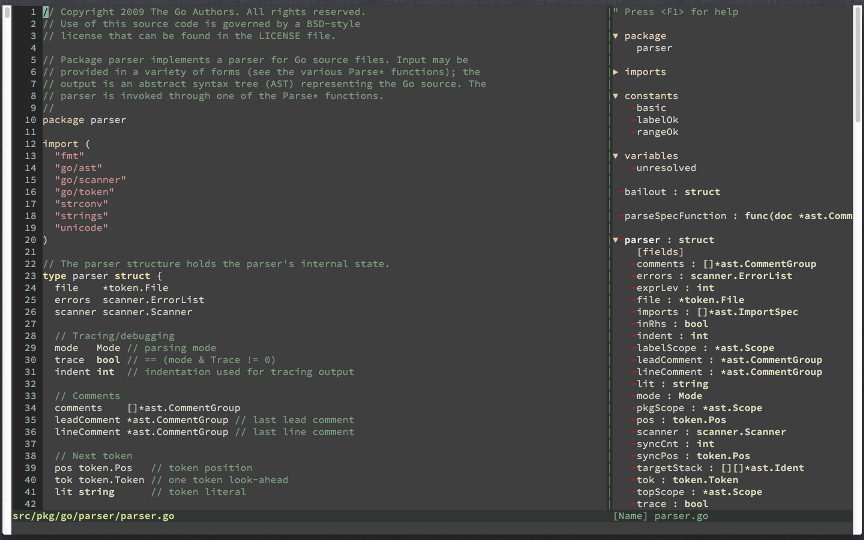 1 // Copyright 2009 The Go Authors. All rights reserved.
2 // Use of this source code is governed by a BSD-style
3 // license that can be found in the LICENSE file.
4
5 // Package parser implements a parser for Go source files. Input may be
6 // provided in a variety of forms (see the various Parse* functions); the
7 // output is an abstract syntax tree (AST) representing the Go source. The
8 // parser is invoked through one of the Parse* functions.
9 //
10 package parser
11
12 import (
13   "fmt"
14   "go/ast"
15   "go/scanner"
16   "go/token"
17   "strconv"
18   "strings"
19   "unicode"
20 )
21
22 // The parser structure holds the parser's internal state.
23 type parser struct {
24   file    *token.File
25   errors  scanner.ErrorList
26   scanner scanner.Scanner
27
28   // Tracing/debugging
29   mode   Mode // parsing mode
30   trace  bool // == (mode & Trace != 0)
31   indent int  // indentation used for tracing output
32
33   // Comments
34   comments    []*ast.CommentGroup
35   leadComment *ast.CommentGroup // last lead comment
36   lineComment *ast.CommentGroup // last line comment
37
38   // Next token
39   pos token.Pos   // token position
40   tok token.Token // one token look-ahead
41   lit string      // token literal
42
src/pkg/go/parser/parser.go
" Press <F1> for help
▼ package
parser
▶ imports
▼ constants
-basic
-labelOk
-rangeOk
▼ variables
-unresolved
-bailout : struct
-parseSpecFunction : func(doc *ast.Comm
▼ parser : struct
[fields]
-comments : []*ast.CommentGroup
-errors : scanner.ErrorList
-exprLev : int
-file : *token.File
-imports : []*ast.ImportSpec
-inRhs : bool
-indent : int
-labelScope : *ast.Scope
-leadComment : *ast.CommentGroup
-lineComment : *ast.CommentGroup
-lit : string
-mode : Mode
-pkgScope : *ast.Scope
-pos : token.Pos
-scanner : scanner.Scanner
-syncCnt : int
-syncPos : token.Pos
-targetStack : [][]*ast.Ident
-tok : token.Token
-topScope : *ast.Scope
-trace : bool
[Name] parser.go